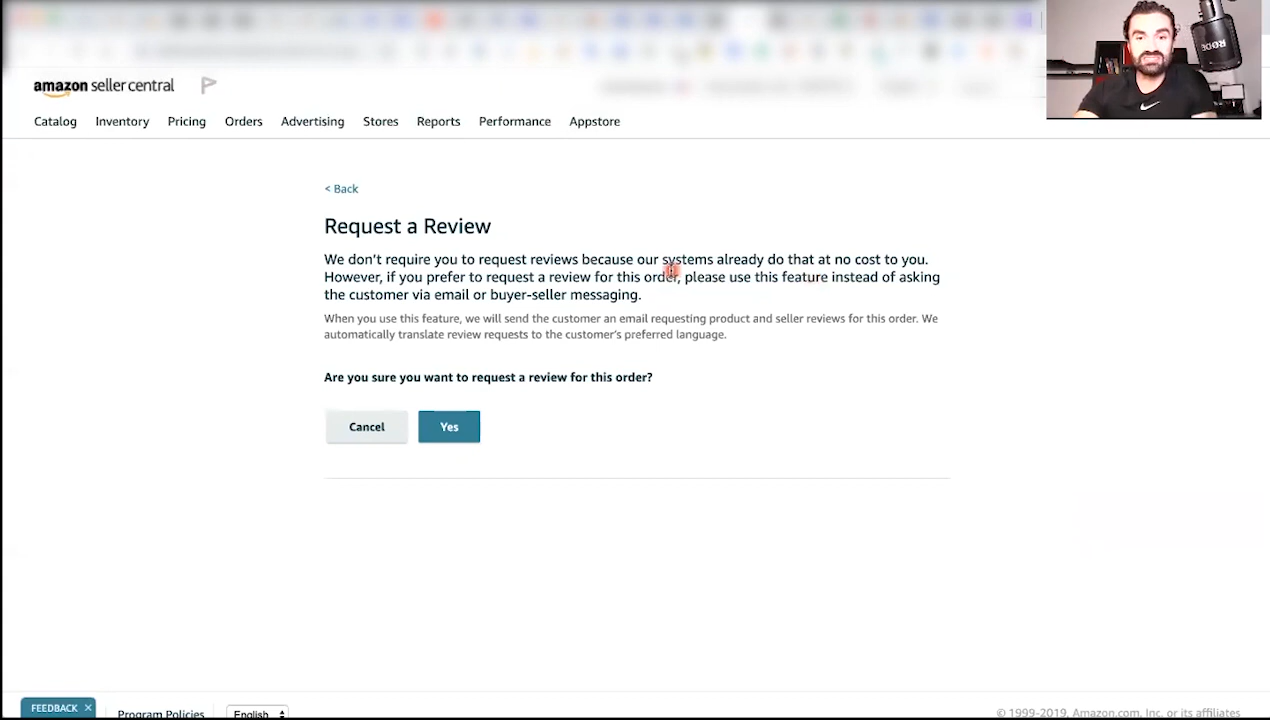 amazon seller central
Catalog Inventory Pricing Orders Advertising Stores Reports Performance Appstore
RØDE
< Back
Request a Review
We don't require you to request reviews because our systems already do that at no cost to you.
However, if you prefer to request a review for this order, please use this feature instead of asking
the customer via email or buyer-seller messaging.
When you use this feature, we will send the customer an email requesting product and seller reviews for this order. We
automatically translate review requests to the customer's preferred language.
Are you sure you want to request a review for this order?
Cancel Yes
FEEDBACK ×
Program Policies English
© 1999-2019, Amazon.com, Inc. or its affiliates